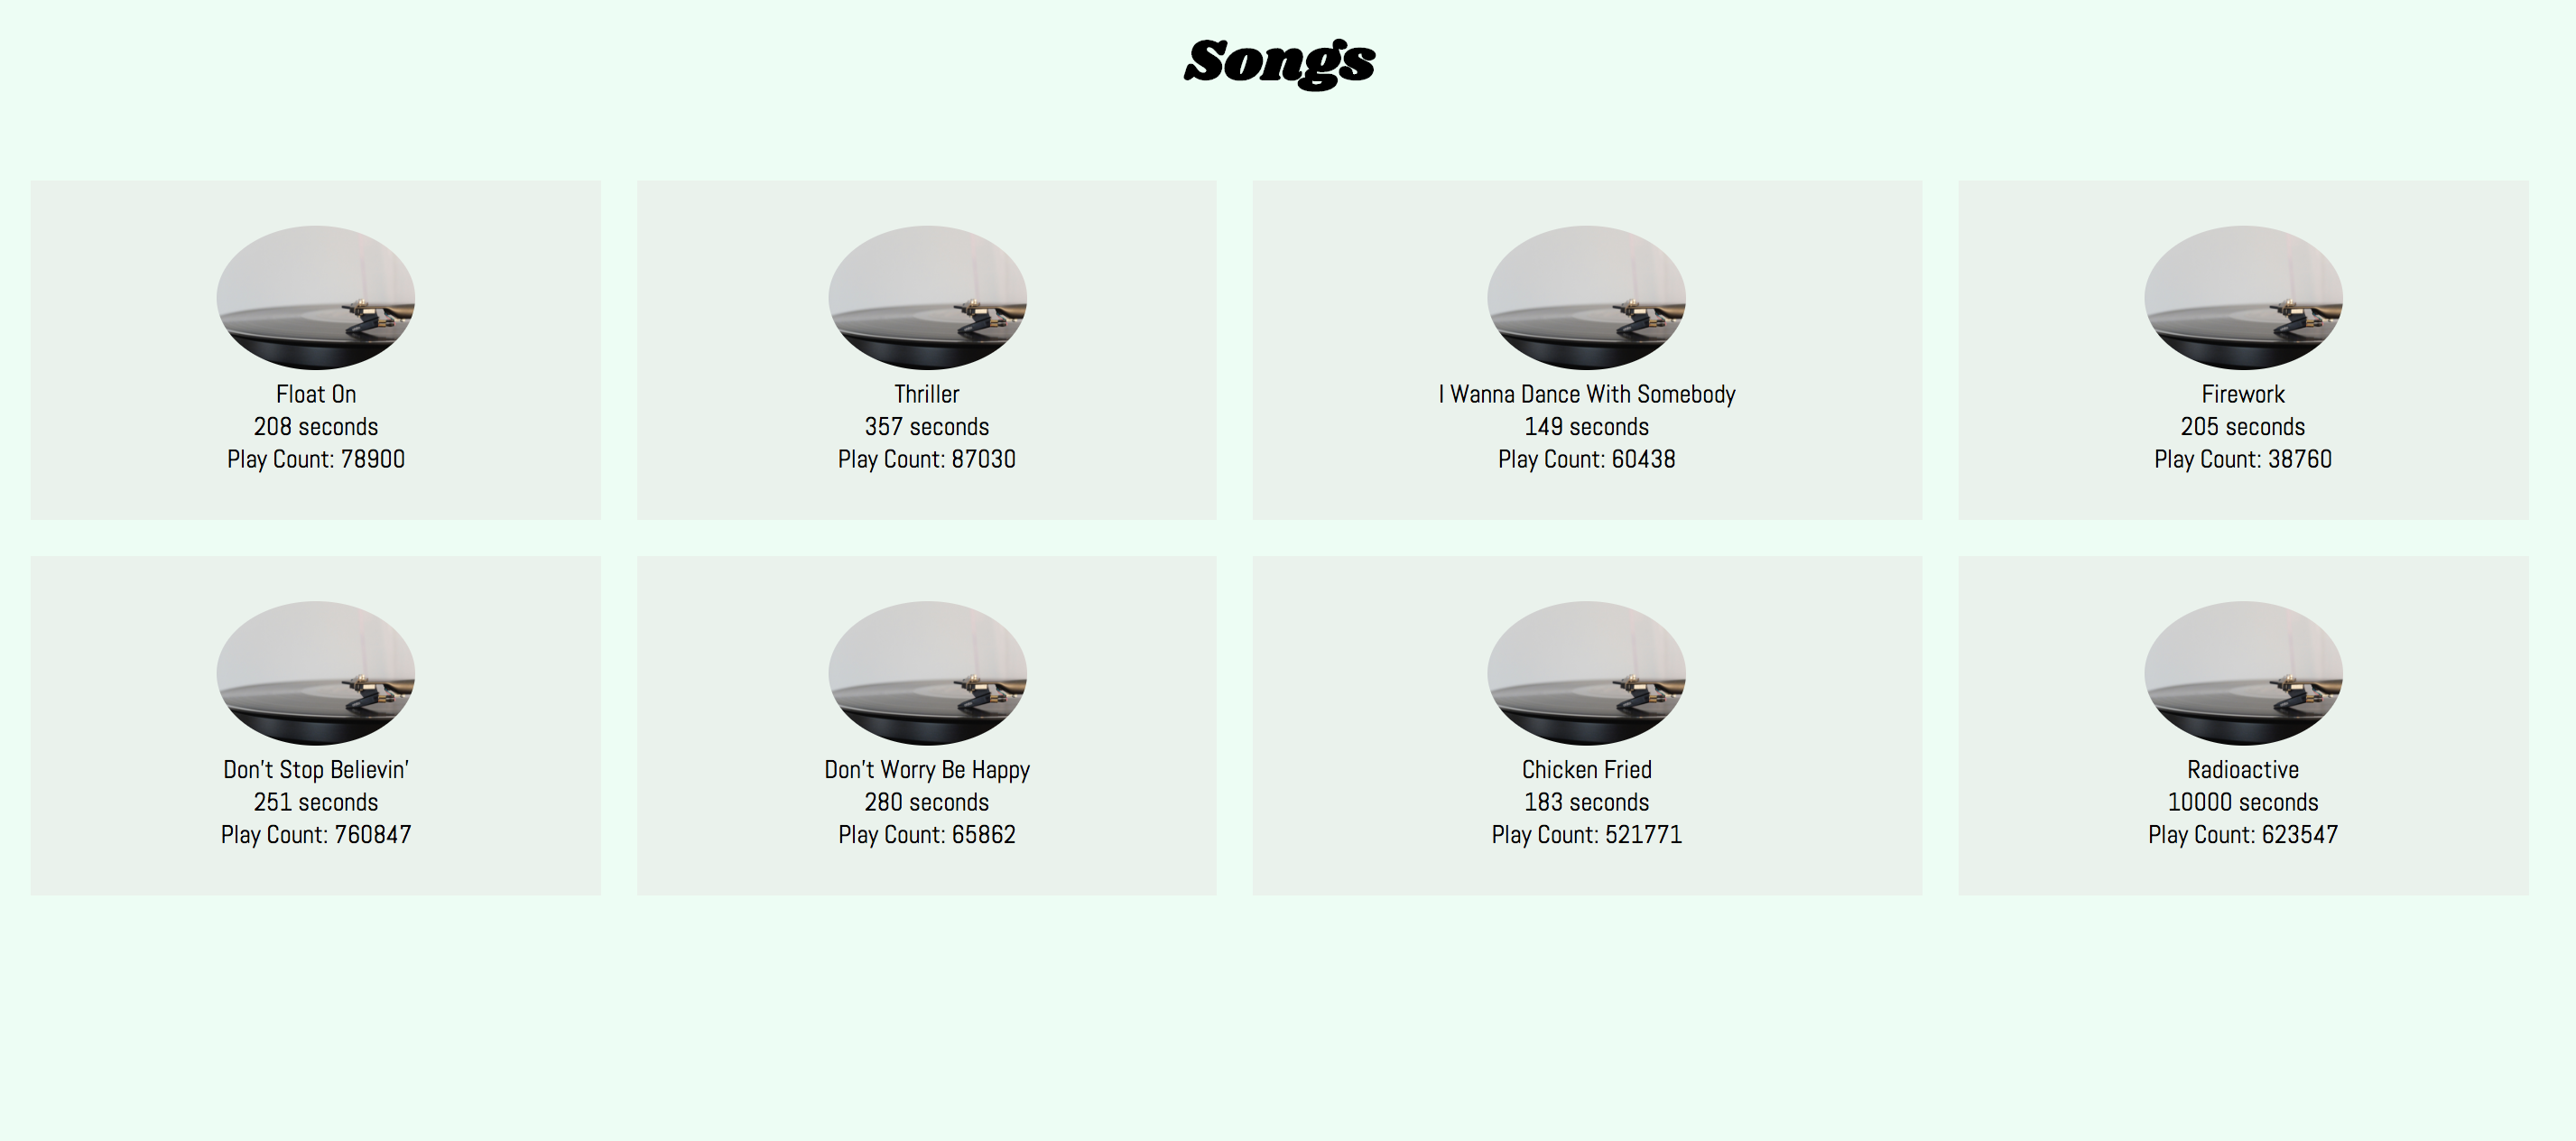 Songs
Float On
208 seconds
Play Count: 78900
Thriller
357 seconds
Play Count: 87030
I Wanna Dance With Somebody
149 seconds
Play Count: 60438
Firework
205 seconds
Play Count: 38760
Don't Stop Believin'
251 seconds
Play Count: 760847
Don't Worry Be Happy
280 seconds
Play Count: 65862
Chicken Fried
183 seconds
Play Count: 521771
Radioactive
10000 seconds
Play Count: 623547